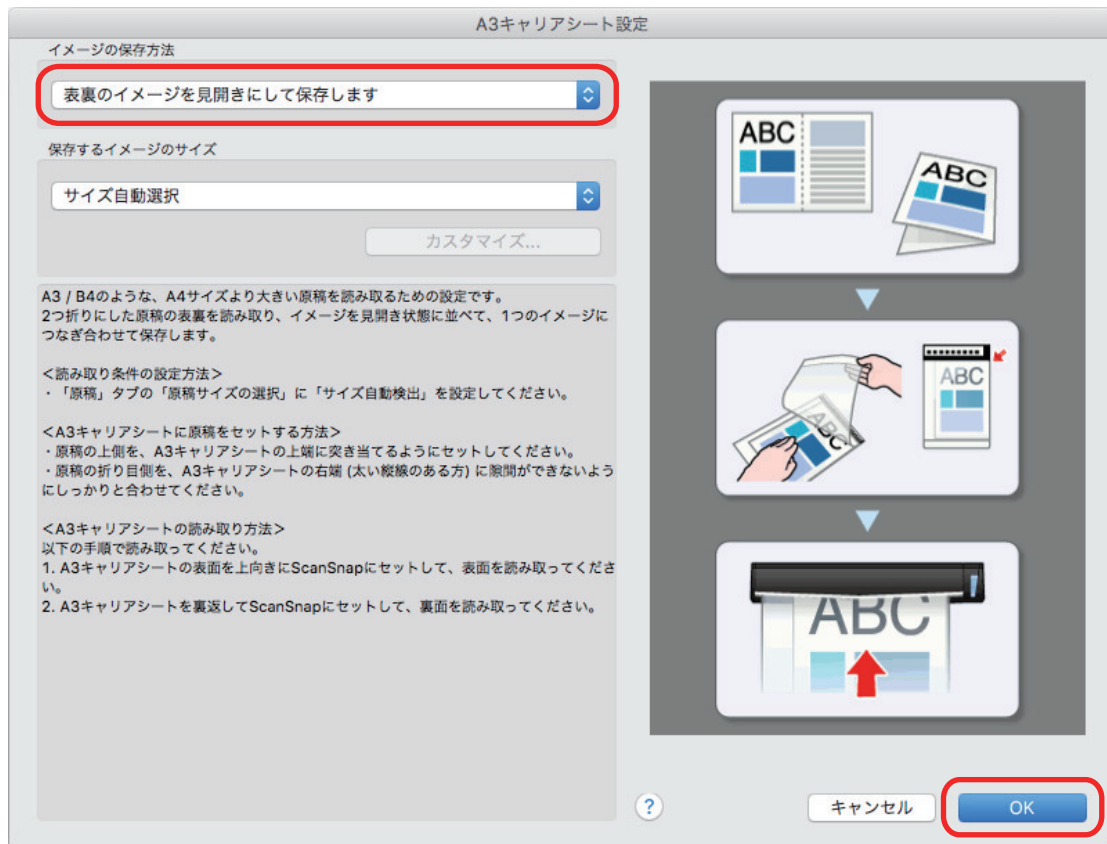 A3キャリアシート設定
イメージの保存方法
表裏のイメージを見開きにして保存します
保存するイメージのサイズ
サイズ自動選択
カスタマイズ...
A3 / B4のような、A4サイズより大きい原稿を読み取るための設定です。
2つ折りにした原稿の表裏を読み取り、イメージを見開き状態に並べて、1つのイメージに
つなぎ合わせて保存します。
<読み取り条件の設定方法>
・「原稿」タブの「原稿サイズの選択」に「サイズ自動検出」を設定してください。
<A3キャリアシートに原稿をセットする方法>
・原稿の上側を、A3キャリアシートの上端に突き当てるようにセットしてください。
・原稿の折り目側を、A3キャリアシートの右端 (太い縦線のある方) に隙間ができないよう
にしっかりと合わせてください。
<A3キャリアシートの読み取り方法>
以下の手順で読み取ってください。
1. A3キャリアシートの表面を上向きにScanSnapにセットして、表面を読み取ってくださ
い。
2. A3キャリアシートを裏返してScanSnapにセットして、裏面を読み取ってください。
ABC
ABC
ABC
ABC
ABC
?
キャンセル
OK